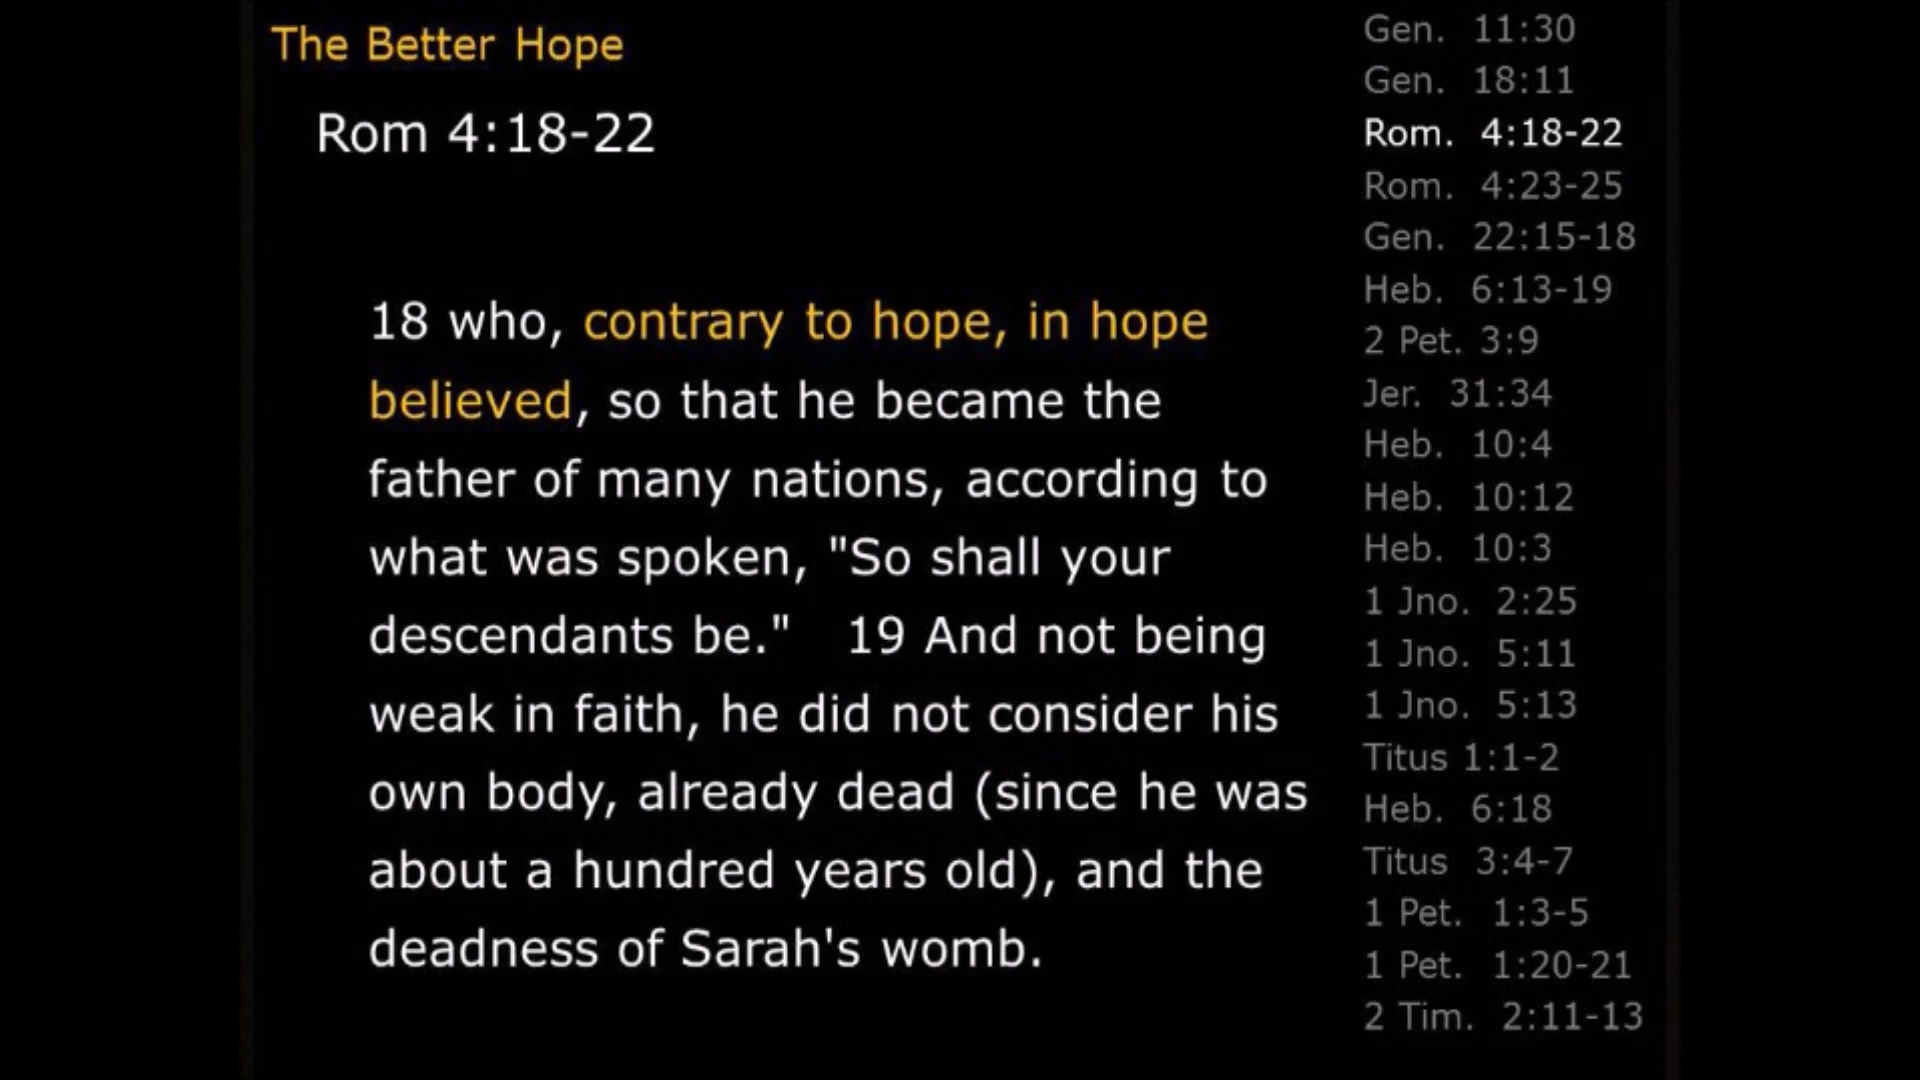 The Better Hope
Rom 4:18-22
18 who, contrary to hope, in hope
believed, so that he became the
father of many nations, according to
what was spoken, "So shall your
descendants be."   19 And not being
weak in faith, he did not consider his
own body, already dead (since he was
about a hundred years old), and the
deadness of Sarah's womb.
Gen. 11:30
Gen. 18:11
Rom. 4:18-22
Rom. 4:23-25
Gen. 22:15-18
Heb. 6:13-19
2 Pet. 3:9
Jer. 31:34
Heb. 10:4
Heb. 10:12
Heb. 10:3
1 Jno. 2:25
1 Jno. 5:11
1 Jno. 5:13
Titus 1:1-2
Heb. 6:18
Titus 3:4-7
1 Pet. 1:3-5
1 Pet. 1:20-21
2 Tim. 2:11-13